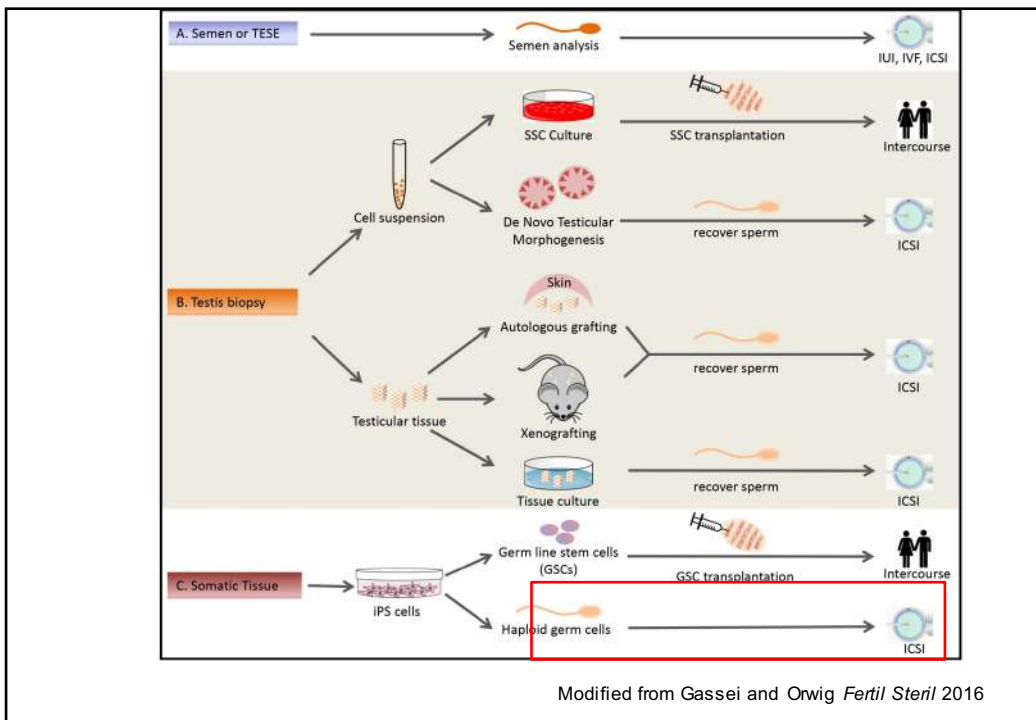 A. Semen or TESE
Semen analysis
IUI, IVF, ICSI
SSC Culture
SSC transplantation
Intercourse
Cell suspension
De Novo Testicular
Morphogenesis
recover sperm
ICSI
B. Testis biopsy
Skin
Autologous grafting
recover sperm
ICSI
Testicular tissue
Xenografting
Tissue culture
recover sperm
ICSI
Germ line stem cells
(GSCs)
GSC transplantation
Intercourse
C. Somatic Tissue
iPS cells
Haploid germ cells
ICSI
Modified from Gassei and Orwig Fertil Steril 2016